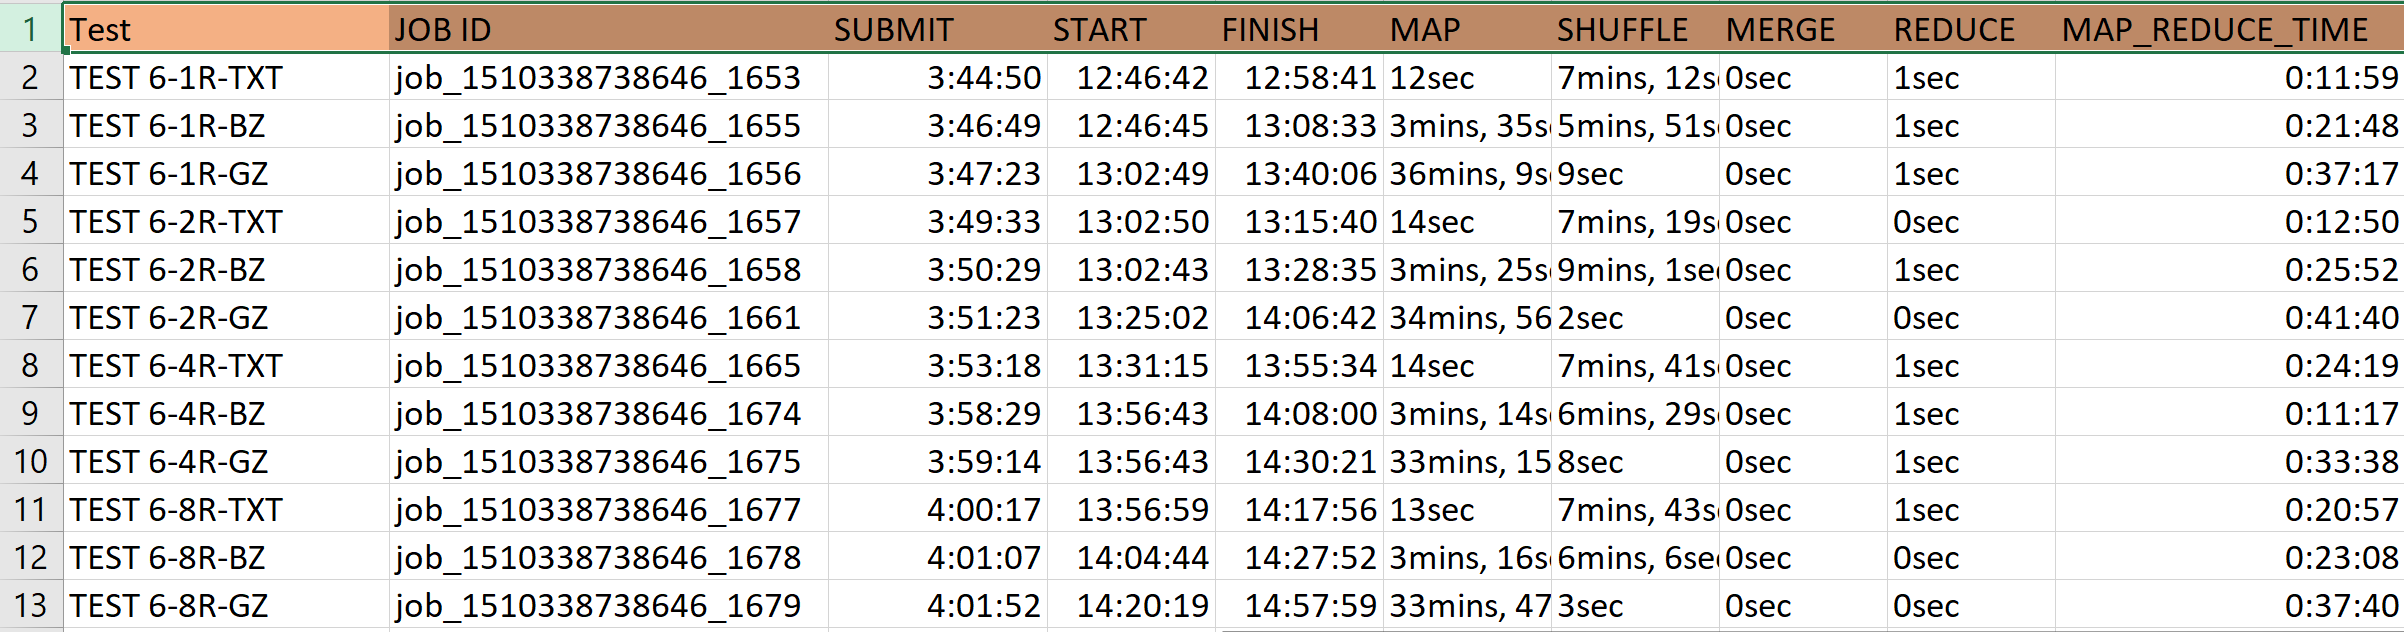 1 Test JOB ID SUBMIT START FINISH MAP SHUFFLE MERGE REDUCE MAP_REDUCE_TIME
2 TEST 6-1R-TXT job_1510338738646_1653 3:44:50 12:46:42 12:58:41 12sec 7mins, 12s 0sec 1sec 0:11:59
3 TEST 6-1R-BZ job_1510338738646_1655 3:46:49 12:46:45 13:08:33 3mins, 35s 5mins, 51s 0sec 1sec 0:21:48
4 TEST 6-1R-GZ job_1510338738646_1656 3:47:23 13:02:49 13:40:06 36mins, 9s 9sec 0sec 1sec 0:37:17
5 TEST 6-2R-TXT job_1510338738646_1657 3:49:33 13:02:50 13:15:40 14sec 7mins, 19s 0sec 0sec 0:12:50
6 TEST 6-2R-BZ job_1510338738646_1658 3:50:29 13:02:43 13:28:35 3mins, 25s 9mins, 1se 0sec 1sec 0:25:52
7 TEST 6-2R-GZ job_1510338738646_1661 3:51:23 13:25:02 14:06:42 34mins, 56 2sec 0sec 0sec 0:41:40
8 TEST 6-4R-TXT job_1510338738646_1665 3:53:18 13:31:15 13:55:34 14sec 7mins, 41s 0sec 1sec 0:24:19
9 TEST 6-4R-BZ job_1510338738646_1674 3:58:29 13:56:43 14:08:00 3mins, 14s 6mins, 29s 0sec 1sec 0:11:17
10 TEST 6-4R-GZ job_1510338738646_1675 3:59:14 13:56:43 14:30:21 33mins, 15 8sec 0sec 1sec 0:33:38
11 TEST 6-8R-TXT job_1510338738646_1677 4:00:17 13:56:59 14:17:56 13sec 7mins, 43s 0sec 1sec 0:20:57
12 TEST 6-8R-BZ job_1510338738646_1678 4:01:07 14:04:44 14:27:52 3mins, 16s 6mins, 6se 0sec 0sec 0:23:08
13 TEST 6-8R-GZ job_1510338738646_1679 4:01:52 14:20:19 14:57:59 33mins, 47 3sec 0sec 0sec 0:37:40